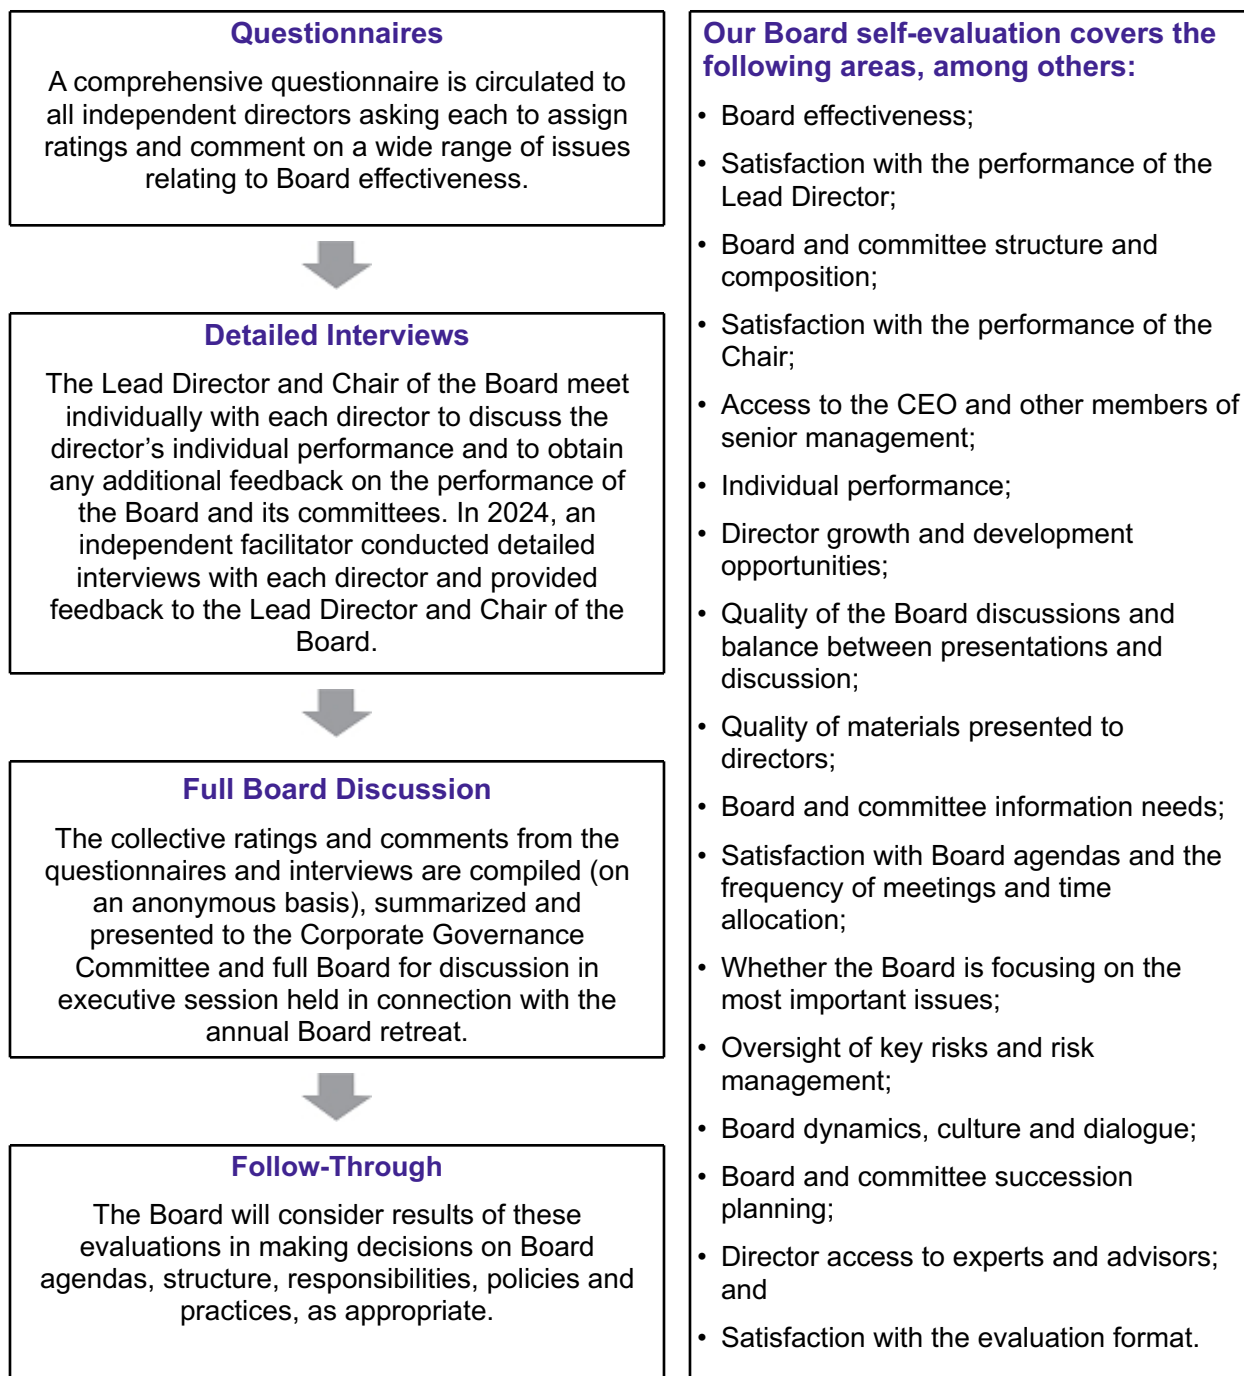 Questionnaires
A comprehensive questionnaire is circulated to
all independent directors asking each to assign
ratings and comment on a wide range of issues
relating to Board effectiveness.
Detailed Interviews
The Lead Director and Chair of the Board meet
individually with each director to discuss the
director’s individual performance and to obtain
any additional feedback on the performance of
the Board and its committees. In 2024, an
independent facilitator conducted detailed
interviews with each director and provided
feedback to the Lead Director and Chair of the
Board.
Full Board Discussion
The collective ratings and comments from the
questionnaires and interviews are compiled (on
an anonymous basis), summarized and
presented to the Corporate Governance
Committee and full Board for discussion in
executive session held in connection with the
annual Board retreat.
Follow-Through
The Board will consider results of these
evaluations in making decisions on Board
agendas, structure, responsibilities, policies and
practices, as appropriate.
Our Board self-evaluation covers the
following areas, among others:
• Board effectiveness;
• Satisfaction with the performance of the
Lead Director;
• Board and committee structure and
composition;
• Satisfaction with the performance of the
Chair;
• Access to the CEO and other members of
senior management;
• Individual performance;
• Director growth and development
opportunities;
• Quality of the Board discussions and
balance between presentations and
discussion;
• Quality of materials presented to
directors;
• Board and committee information needs;
• Satisfaction with Board agendas and the
frequency of meetings and time
allocation;
• Whether the Board is focusing on the
most important issues;
• Oversight of key risks and risk
management;
• Board dynamics, culture and dialogue;
• Board and committee succession
planning;
• Director access to experts and advisors;
and
• Satisfaction with the evaluation format.